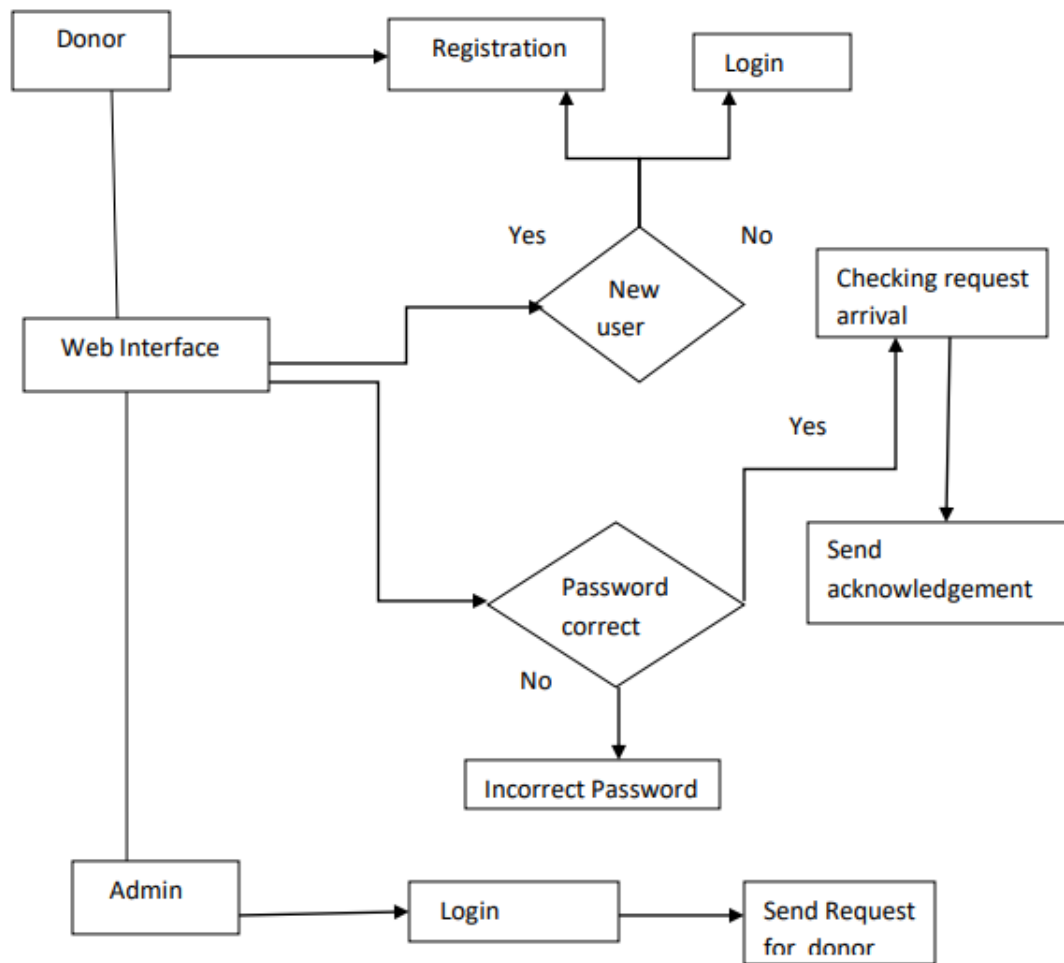 Donor
Registration
Login
Yes
No
New
user
Checking request
arrival
Web Interface
Yes
Send
acknowledgement
Password
correct
No
Incorrect Password
Admin
Login
Send Request
for donor